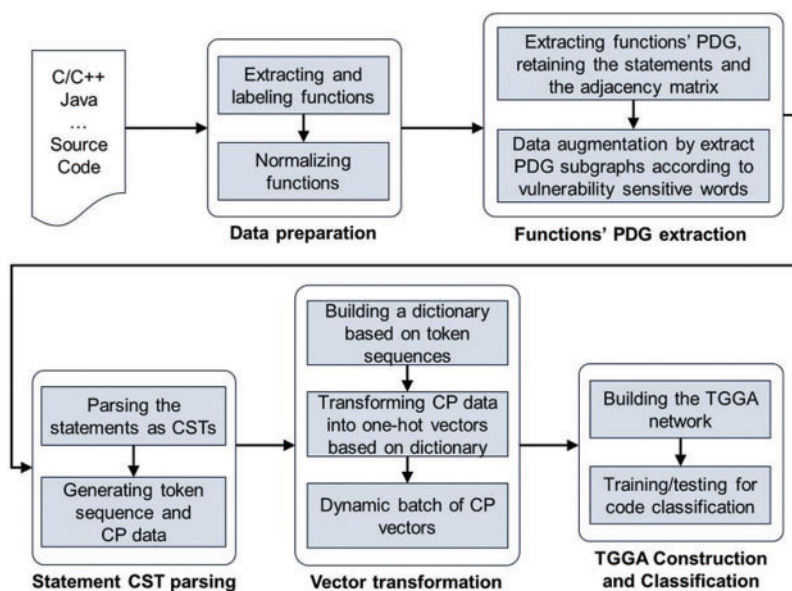 C/C++
Java
...
Source
Code
Extracting and
labeling functions
Normalizing
functions
Data preparation
Extracting functions' PDG,
retaining the statements and
the adjacency matrix
Data augmentation by extract
PDG subgraphs according to
vulnerability sensitive words
Functions' PDG extraction
Parsing the
statements as CSTs
Generating token
sequence and
CP data
Statement CST parsing
Building a dictionary
based on token
sequences
Transforming CP data
into one-hot vectors
based on dictionary
Dynamic batch of CP
vectors
Vector transformation
Building the TGGA
network
Training/testing for
code classification
TGGA Construction
and Classification